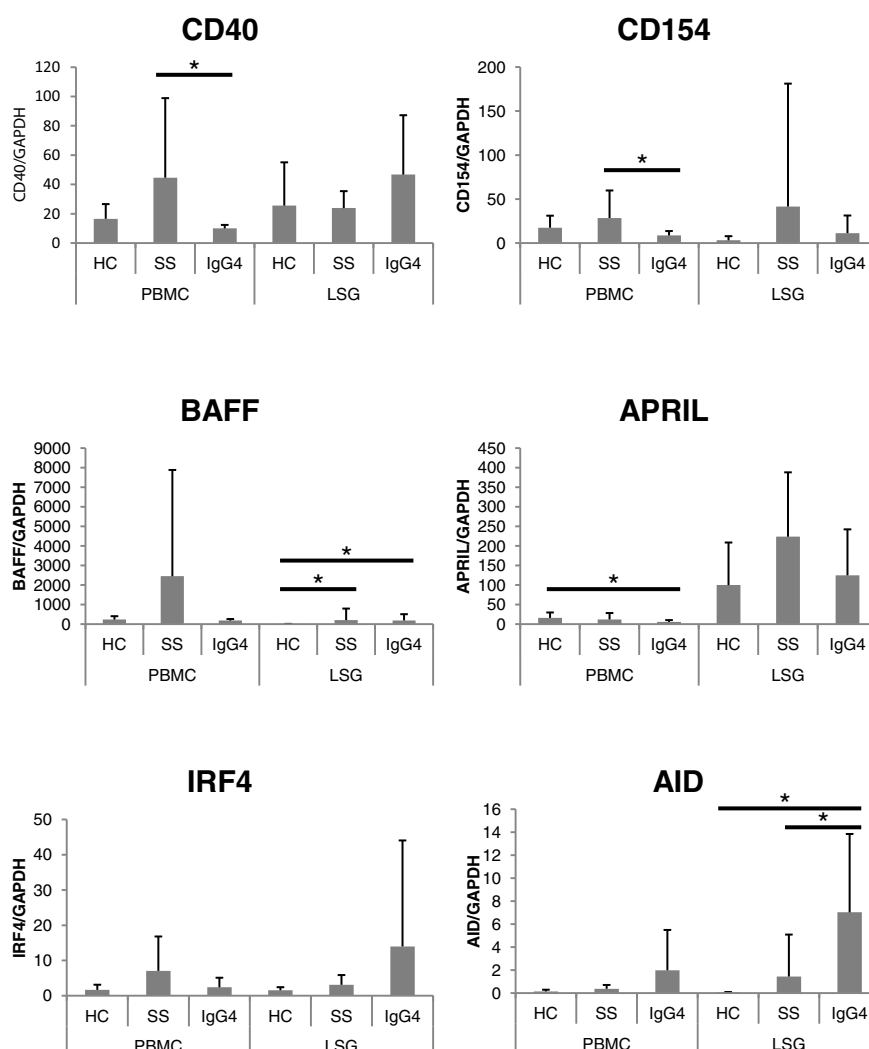 CD40
CD40/GAPDH
120
100
80
60
40
20
0
*
HC SS IgG4 HC SS IgG4
PBMC LSG
CD154
CD154/GAPDH
200
150
100
50
0
*
HC SS IgG4 HC SS IgG4
PBMC LSG
BAFF
BAFF/GAPDH
9000
8000
7000
6000
5000
4000
3000
2000
1000
0
*
*
HC SS IgG4 HC SS IgG4
PBMC LSG
APRIL
APRIL/GAPDH
450
400
350
300
250
200
150
100
50
0
*
HC SS IgG4 HC SS IgG4
PBMC LSG
IRF4
IRF4/GAPDH
50
40
30
20
10
0
HC SS IgG4 HC SS IgG4
PBMC LSG
AID
AID/GAPDH
16
14
12
10
8
6
4
2
0
*
*
HC SS IgG4 HC SS IgG4
PBMC LSG